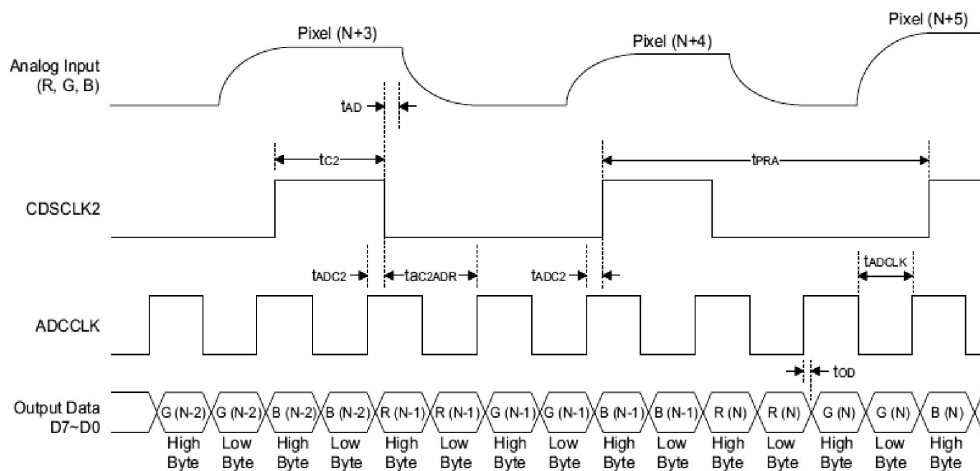 Pixel (N+3)
Pixel (N+4)
Pixel (N+5)
Analog Input
(R, G, B)
tAD
tC2
tPRA
CDSCLK2
tADC2
taC2ADR
tADC2
tADCLK
ADCCLK
tOD
Output Data
D7~D0
G (N-2) G (N-2) B (N-2) B (N-2) R (N-1) R (N-1) G (N-1) G (N-1) B (N-1) B (N-1) R (N) R (N) G (N) G (N) B (N)
High Low High Low High Low High Low High Low High Low High Low High
Byte Byte Byte Byte Byte Byte Byte Byte Byte Byte Byte Byte Byte Byte Byte